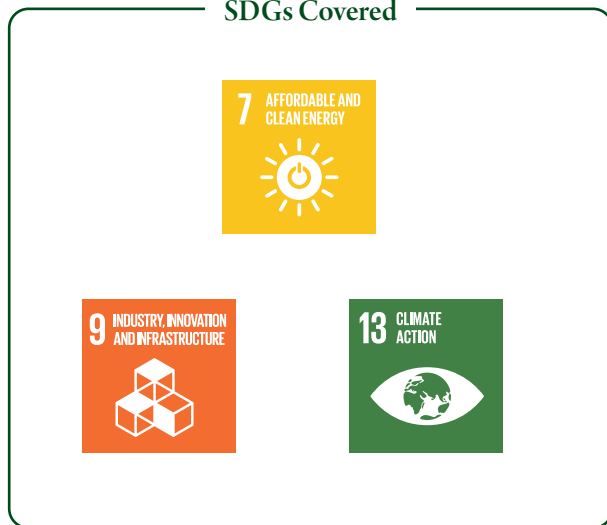 SDGs Covered
7 AFFORDABLE AND
CLEAN ENERGY
9 INDUSTRY, INNOVATION
AND INFRASTRUCTURE
13 CLIMATE
ACTION